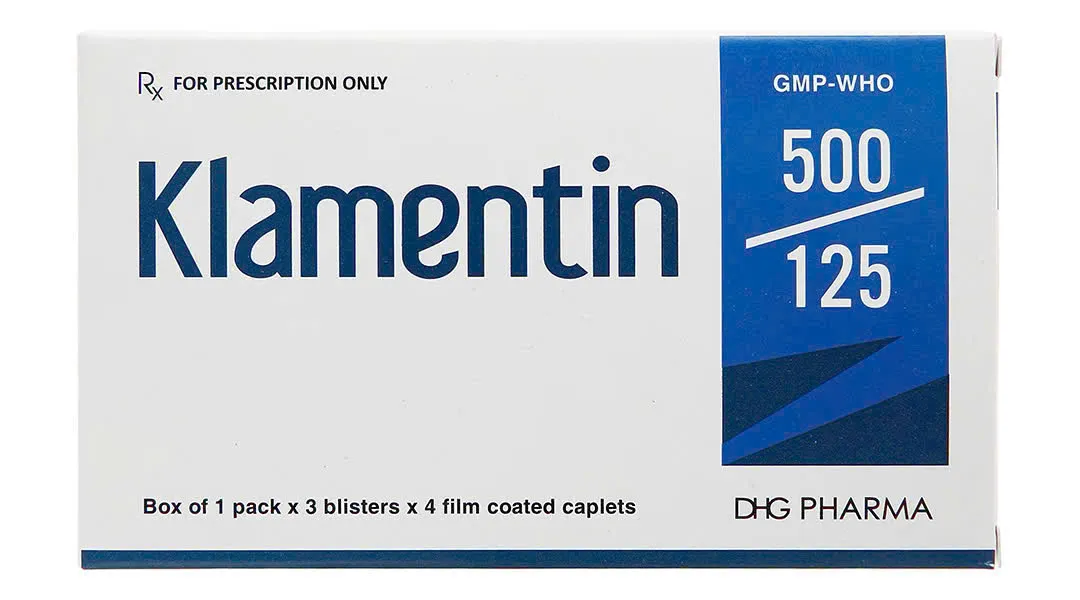 Rx FOR PRESCRIPTION ONLY
Klamentin
GMP-WHO
500
125
Box of 1 pack x 3 blisters x 4 film coated caplets
DHG PHARMA